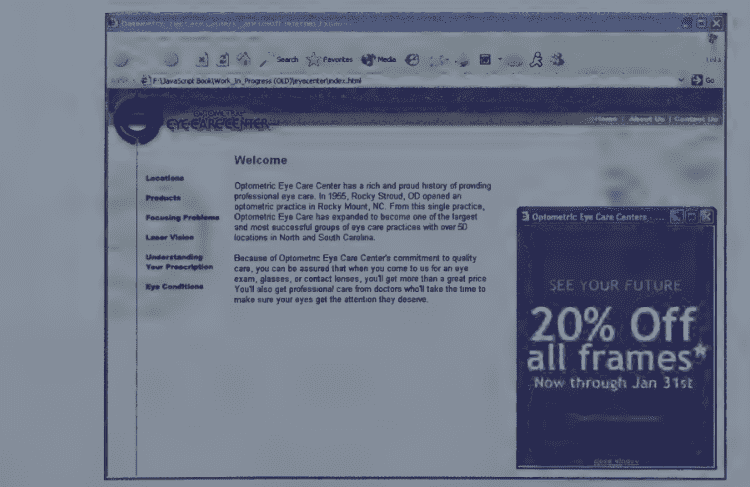 Search Favorites Media
F:\JavaScript Book\Work_In_Progress (OLD)\eyecenter\index.html
Go
EYE CARE CENTER
Home | About Us | Contact Us
Locations
Products
Focusing Problems
Laser Vision
Understanding
Your Prescription
Eye Conditions
Welcome
Optometric Eye Care Center has a rich and proud history of providing
professional eye care. In 1955, Rocky Stroud, OD opened an
optometric practice in Rocky Mount, NC. From this single practice,
Optometric Eye Care has expanded to become one of the largest
and most successful groups of eye care practices with over 50
locations in North and South Carolina.
Because of Optometric Eye Care Center's commitment to quality
care, you can be assured that when you come to us for an eye
exam, glasses, or contact lenses, you'll get more than a great price
You'll also get professional care from doctors who'll take the time to
make sure your eyes get the attention they deserve.
Optometric Eye Care Centers
SEE YOUR FUTURE
20% Off
all frames*
Now through Jan 31st